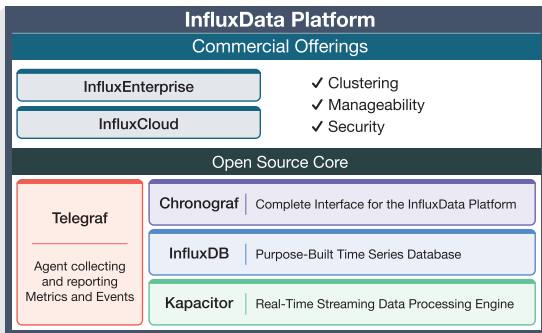 InfluxData Platform
Commercial Offerings
InfluxEnterprise
InfluxCloud
✓ Clustering
✓ Manageability
✓ Security
Open Source Core
Telegraf
Agent collecting
and reporting
Metrics and Events
Chronograf Complete Interface for the InfluxData Platform
InfluxDB Purpose-Built Time Series Database
Kapacitor Real-Time Streaming Data Processing Engine